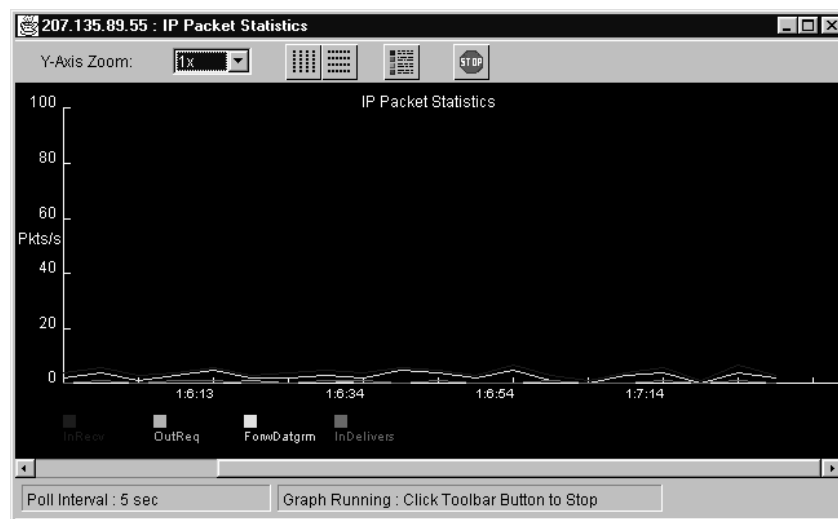 207.135.89.55 : IP Packet Statistics
Y-Axis Zoom: 1x STOP
IP Packet Statistics
100
80
60
Pkts/s
40
20
0
1:6:13 1:6:34 1:6:54 1:7:14
InRecv OutReq ForwDatgrm InDelivers
Poll Interval : 5 sec Graph Running : Click Toolbar Button to Stop